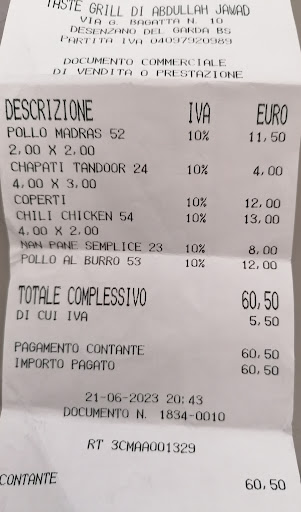 TASTE GRILL DI ABDULLAH JAWAD
VIA G. BAGATTA N. 10
DESENZANO DEL GARDA BS
PARTITA IVA 04097920989
DOCUMENTO COMMERCIALE
DI VENDITA O PRESTAZIONE
DESCRIZIONE IVA EURO
POLLO MADRAS 52 10% 11,50
2,00 X 2,00
CHAPATI TANDOOR 24 10% 4,00
4,00 X 3,00
COPERTI 10% 12,00
CHILI CHICKEN 54 10% 13,00
4,00 X 2,00
NAN PANE SEMPLICE 23 10% 8,00
POLLO AL BURRO 53 10% 12,00
TOTALE COMPLESSIVO 60,50
DI CUI IVA 5,50
PAGAMENTO CONTANTE 60,50
IMPORTO PAGATO 60,50
21-06-2023 20:43
DOCUMENTO N. 1834-0010
RT 3CMAA001329
CONTANTE 60,50